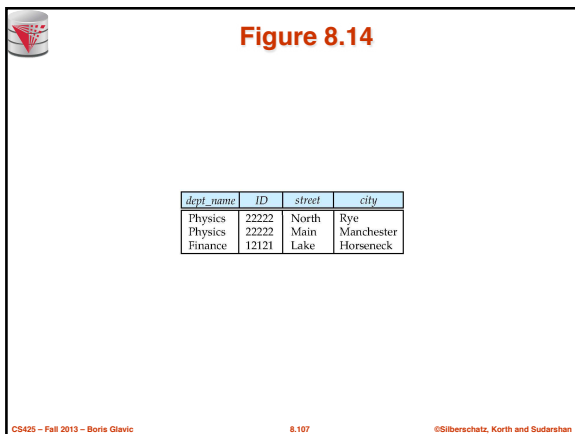 Figure 8.14
dept_name ID street city
Physics 22222 North Rye
Physics 22222 Main Manchester
Finance 12121 Lake Horseneck
CS425 – Fall 2013 – Boris Glavic 8.107 ©Silberschatz, Korth and Sudarshan